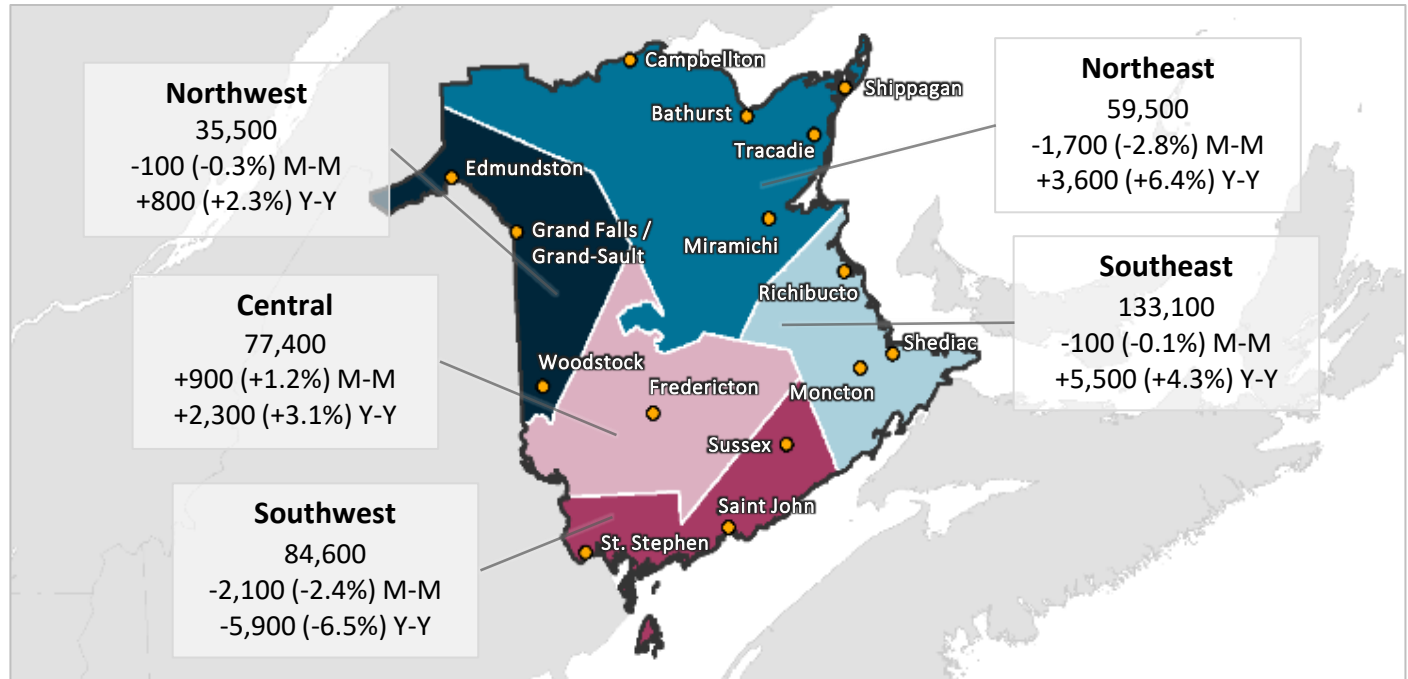 Northwest
35,500
-100 (-0.3%) M-M
+800 (+2.3%) Y-Y
Central
77,400
+900 (+1.2%) M-M
+2,300 (+3.1%) Y-Y
Southwest
84,600
-2,100 (-2.4%) M-M
-5,900 (-6.5%) Y-Y
Northeast
59,500
-1,700 (-2.8%) M-M
+3,600 (+6.4%) Y-Y
Southeast
133,100
-100 (-0.1%) M-M
+5,500 (+4.3%) Y-Y
Campbellton
Shippagan
Bathurst
Tracadie
Edmundston
Miramichi
Grand Falls /
Grand-Sault
Richibucto
Shediac
Woodstock
Fredericton
Moncton
Sussex
Saint John
St. Stephen